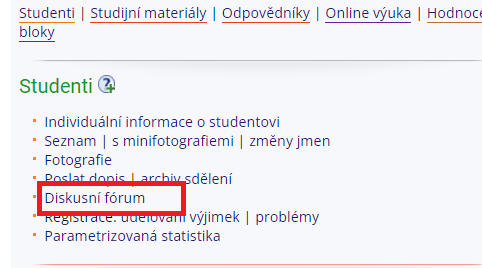 Studenti | Studijní materiály | Odpovědníky | Online výuka | Hodnoce
bloky
Studenti
Individuální informace o studentovi
Seznam | s minifotografiemi | změny jmen
Fotografie
Poslat dopis | archiv sdělení
Diskusní fórum
Registrace: udělování výjimek | problémy
Parametrizovaná statistika